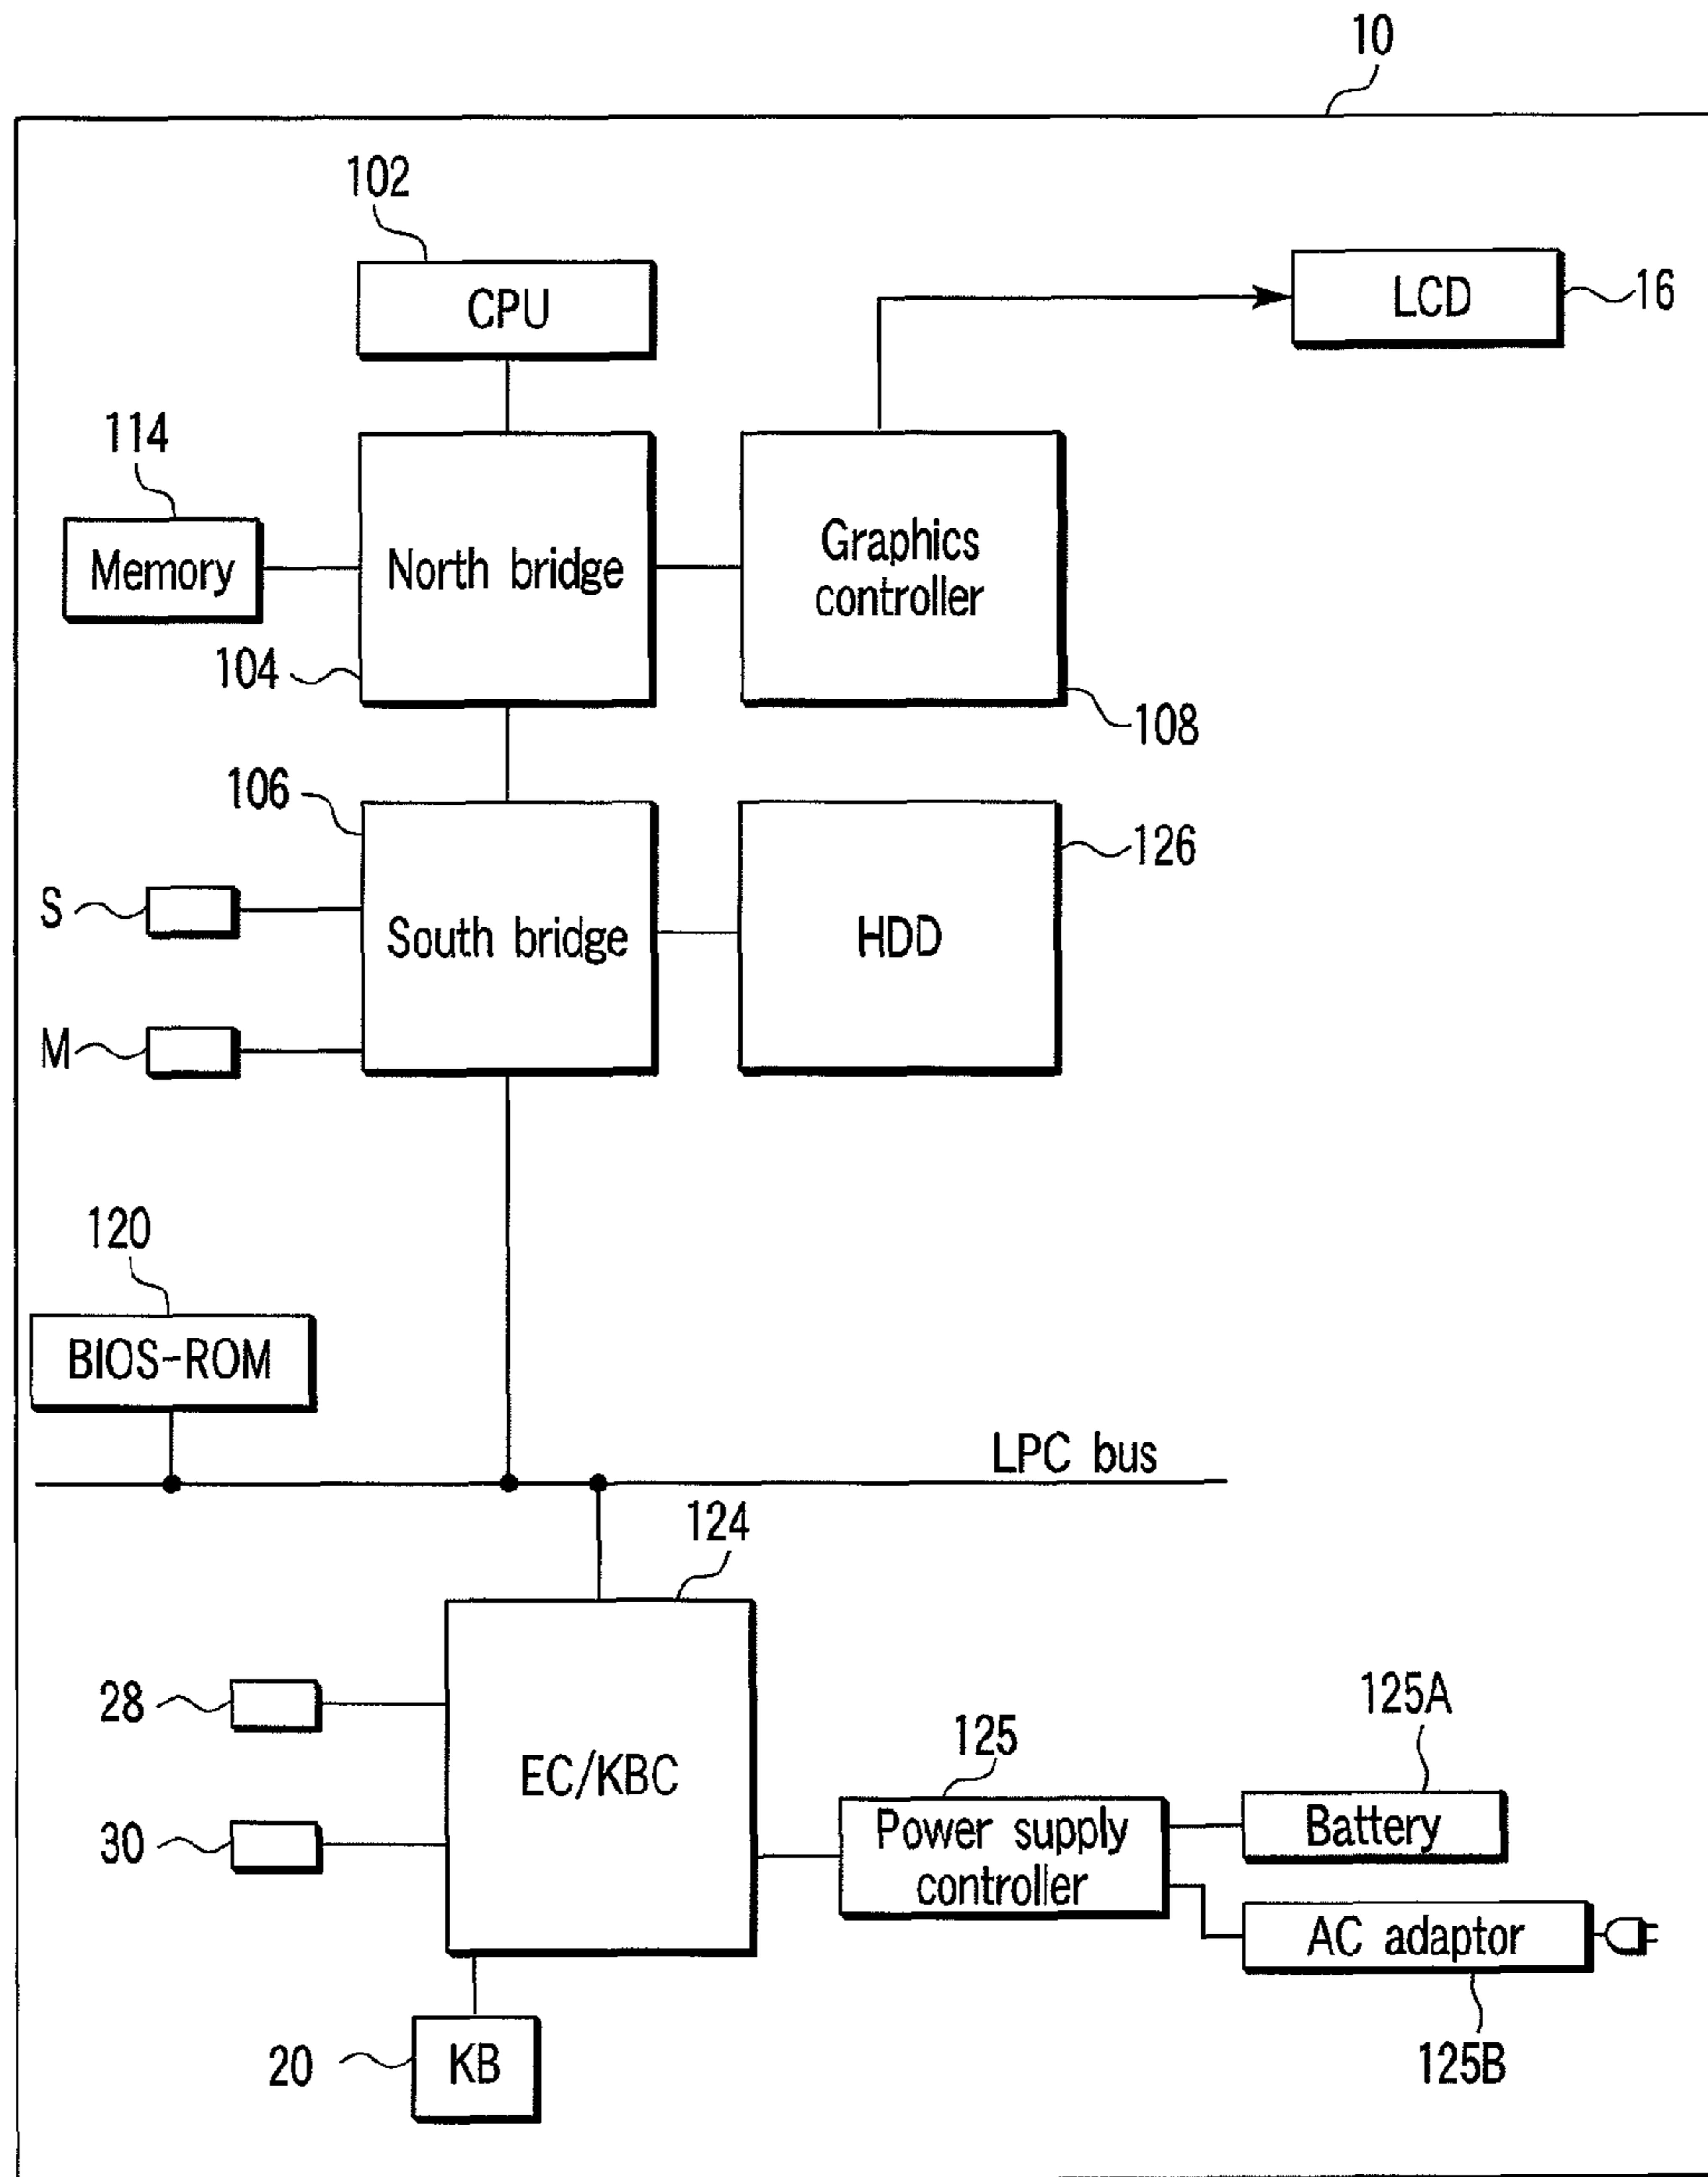 10
102
CPU
LCD
16
114
Memory
North bridge
Graphics
controller
104
108
106
126
S
South bridge
HDD
M
120
BIOS-ROM
LPC bus
124
28
125A
EC/KBC
125
Battery
30
Power supply
controller
AC adaptor
20
KB
125B